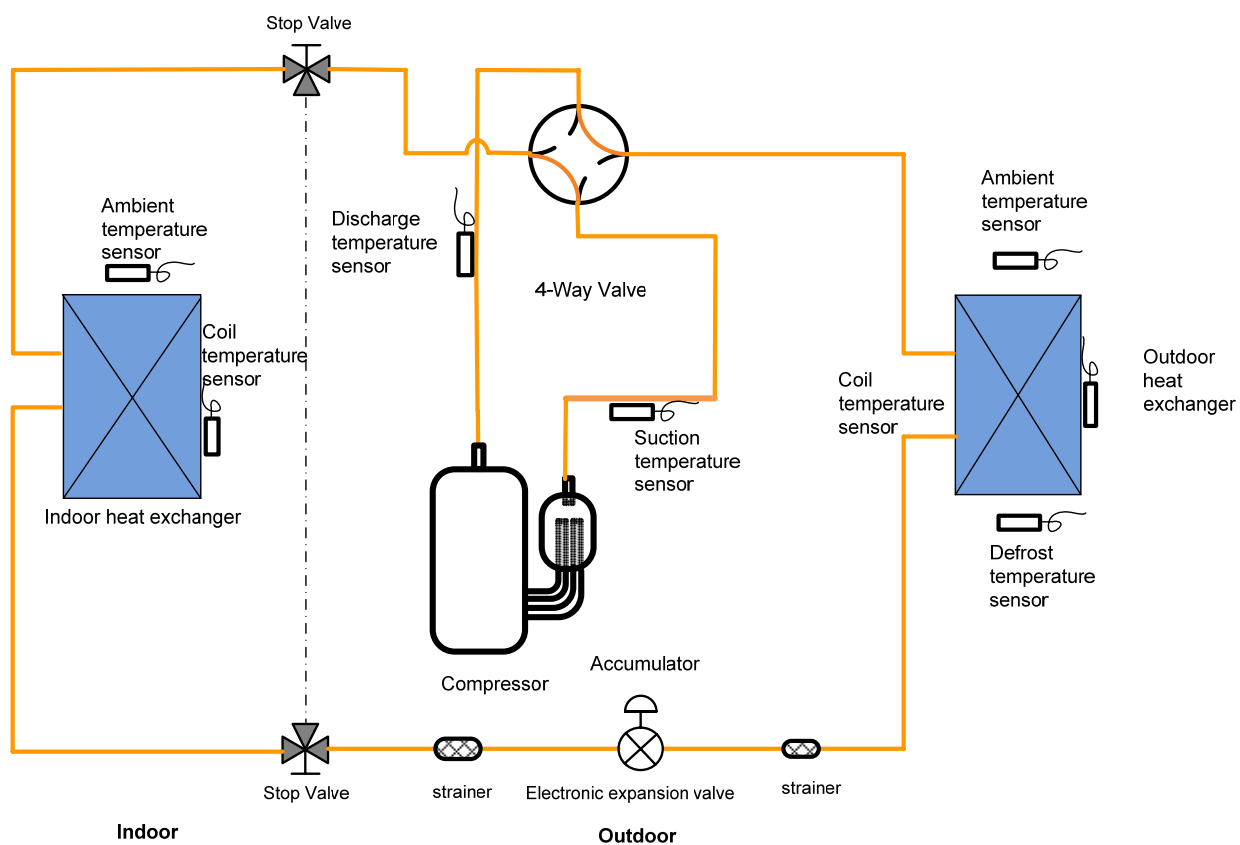 Stop Valve
Ambient
temperature
sensor
Discharge
temperature
sensor
4-Way Valve
Ambient
temperature
sensor
Coil
temperature
sensor
Coil
temperature
sensor
Outdoor
heat
exchanger
Suction
temperature
sensor
Indoor heat exchanger
Defrost
temperature
sensor
Compressor
Accumulator
Stop Valve
strainer
Electronic expansion valve
strainer
Indoor
Outdoor